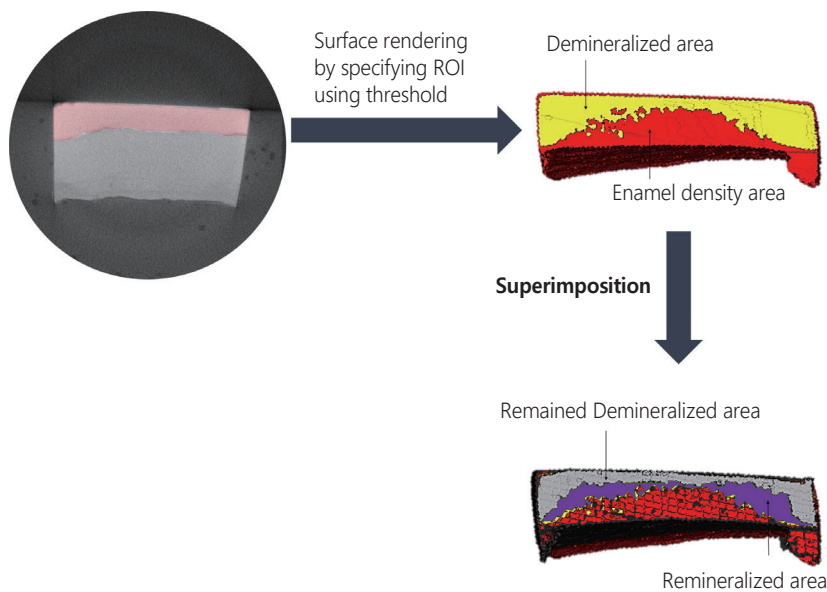 Surface rendering
by specifying ROI
using threshold
Demineralized area
Enamel density area
Superimposition
Remained Demineralized area
Remineralized area